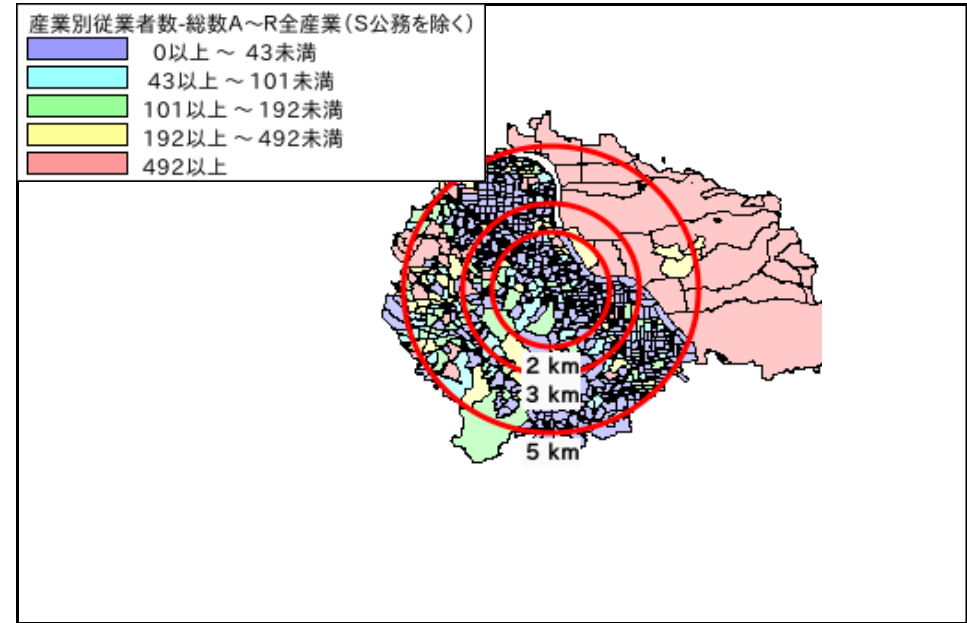 産業別従業者数-総数A～R全産業(S公務を除く)
0以上 ～ 43未満
43以上 ～ 101未満
101以上 ～ 192未満
192以上 ～ 492未満
492以上
2 km
3 km
5 km